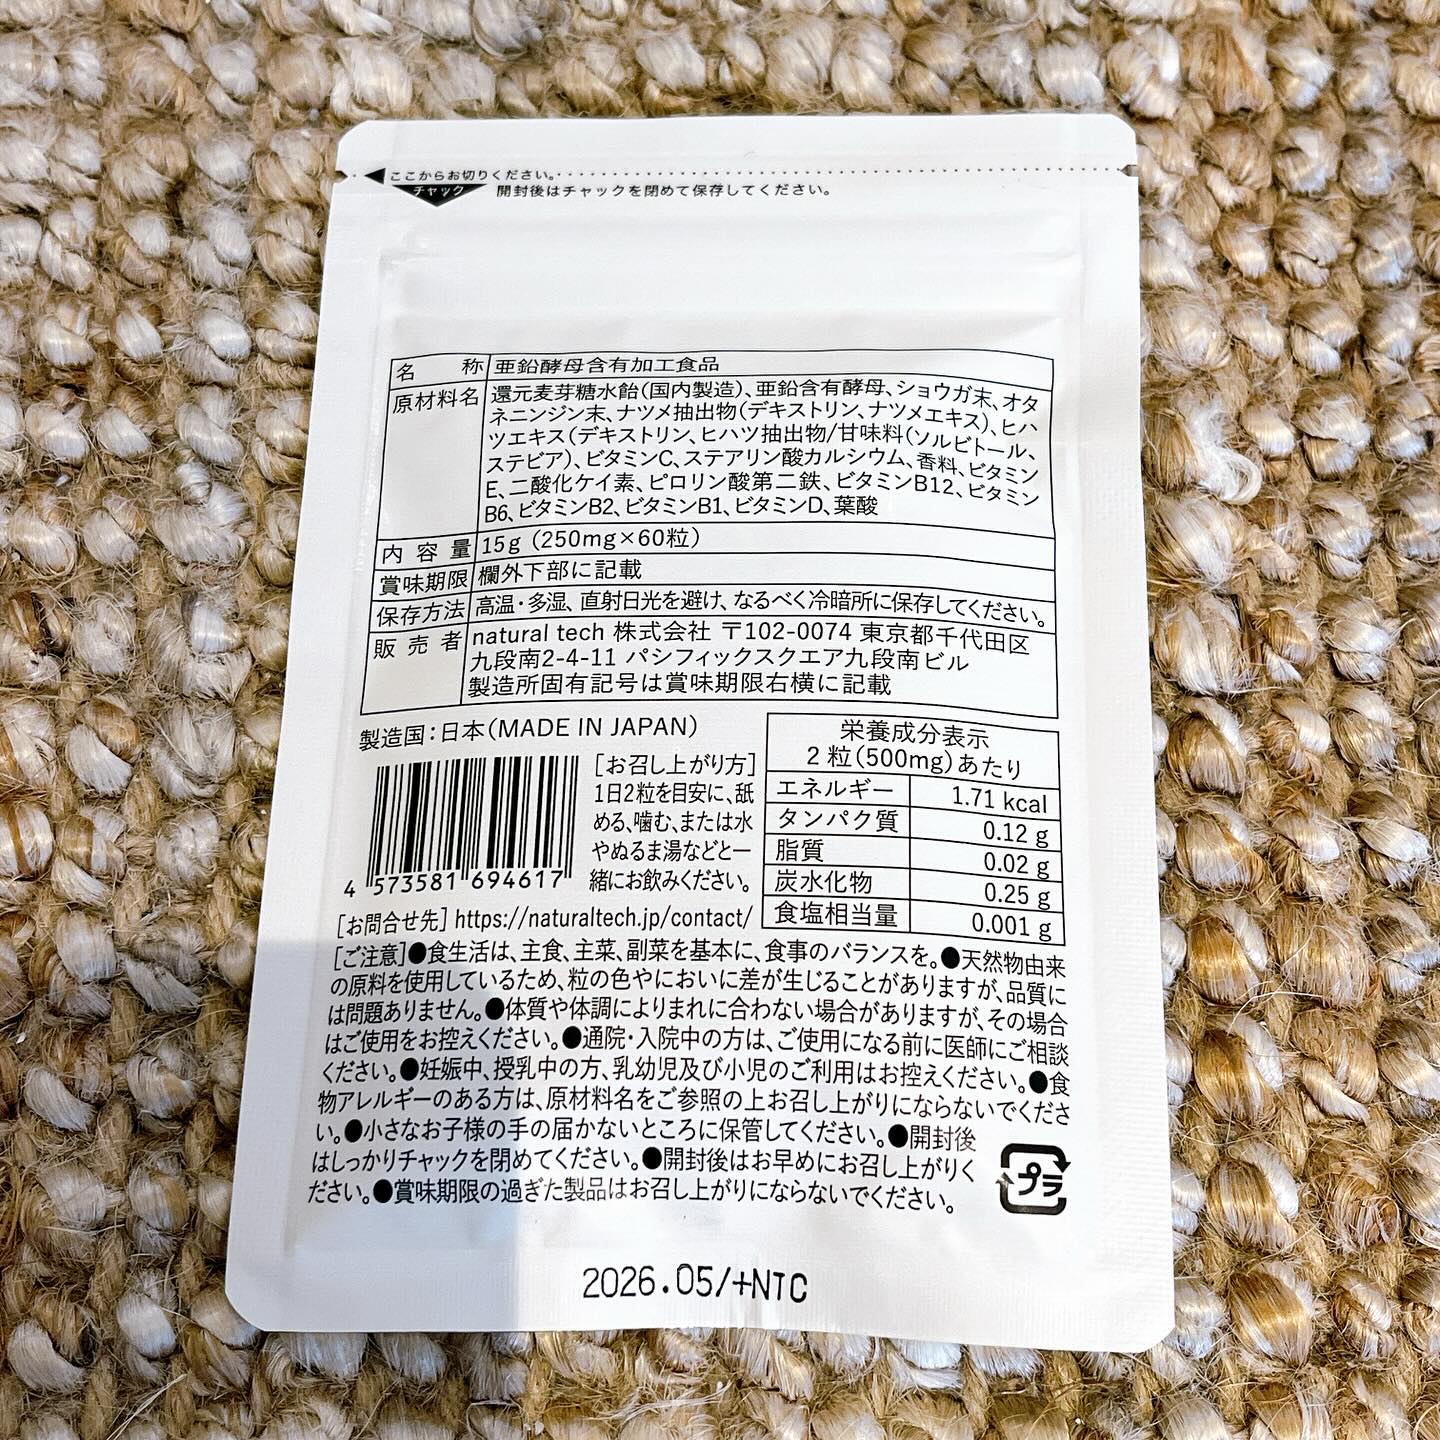 ここからお切りください。
チャック 開封後はチャックを閉めて保存してください。
名称 亜鉛酵母含有加工食品
原材料名 還元麦芽糖水飴(国内製造)、亜鉛含有酵母、ショウガ末、オタ
ネニンジン末、ナツメ抽出物(デキストリン、ナツメエキス)、ヒハ
ツエキス(デキストリン、ヒハツ抽出物/甘味料(ソルビトール、
ステビア)、ビタミンC、ステアリン酸カルシウム、香料、ビタミン
E、二酸化ケイ素、ピロリン酸第二鉄、ビタミンB12、ビタミン
B6、ビタミンB2、ビタミンB1、ビタミンD、葉酸
内容量 15g (250mg×60粒)
賞味期限 欄外下部に記載
保存方法 高温・多湿、直射日光を避け、なるべく冷暗所に保存してください。
販売者 natural tech 株式会社 〒102-0074 東京都千代田区
九段南2-4-11 パシフィックスクエア九段南ビル
製造所固有記号は賞味期限右横に記載
製造国:日本(MADE IN JAPAN)
4 573581 694617
[お召し上がり方]
1日2粒を目安に、舐
める、噛む、または水
やぬるま湯などと一
緒にお飲みください。
栄養成分表示
2粒(500mg)あたり
エネルギー 1.71 kcal
タンパク質 0.12 g
脂質 0.02 g
炭水化物 0.25 g
食塩相当量 0.001 g
[お問合せ先] https://naturaltech.jp/contact/
[ご注意]●食生活は、主食、主菜、副菜を基本に、食事のバランスを。●天然物由来
の原料を使用しているため、粒の色やにおいに差が生じることがありますが、品質に
は問題ありません。●体質や体調によりまれに合わない場合がありますが、その場合
はご使用をお控えください。●通院・入院中の方は、ご使用になる前に医師にご相談
ください。●妊娠中、授乳中の方、乳幼児及び小児のご利用はお控えください。●食
物アレルギーのある方は、原材料名をご参照の上お召し上がりにならないでくださ
い。●小さなお子様の手の届かないところに保管してください。●開封後
はしっかりチャックを閉めてください。●開封後はお早めにお召し上がりく
ださい。●賞味期限の過ぎた製品はお召し上がりにならないでください。
プラ
2026.05/+NTC